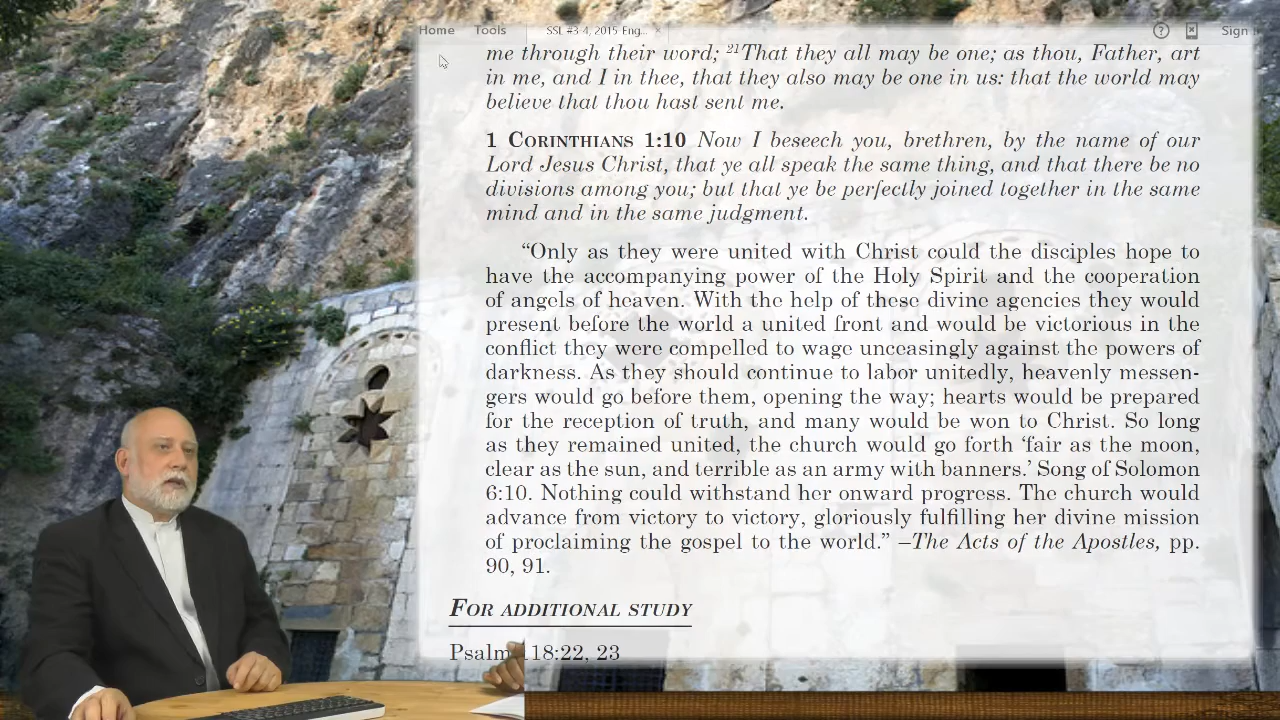 Home Tools SSL #3-4, 2015 Eng... × Sign
me through their word; 21That they all may be one; as thou, Father, art
in me, and I in thee, that they also may be one in us: that the world may
believe that thou hast sent me.
1 CORINTHIANS 1:10 Now I beseech you, brethren, by the name of our
Lord Jesus Christ, that ye all speak the same thing, and that there be no
divisions among you; but that ye be perfectly joined together in the same
mind and in the same judgment.
“Only as they were united with Christ could the disciples hope to
have the accompanying power of the Holy Spirit and the cooperation
of angels of heaven. With the help of these divine agencies they would
present before the world a united front and would be victorious in the
conflict they were compelled to wage unceasingly against the powers of
darkness. As they should continue to labor unitedly, heavenly messen-
gers would go before them, opening the way; hearts would be prepared
for the reception of truth, and many would be won to Christ. So long
as they remained united, the church would go forth ‘fair as the moon,
clear as the sun, and terrible as an army with banners.’ Song of Solomon
6:10. Nothing could withstand her onward progress. The church would
advance from victory to victory, gloriously fulfilling her divine mission
of proclaiming the gospel to the world.” –The Acts of the Apostles, pp.
90, 91.
FOR ADDITIONAL STUDY
Psalm 118:22, 23